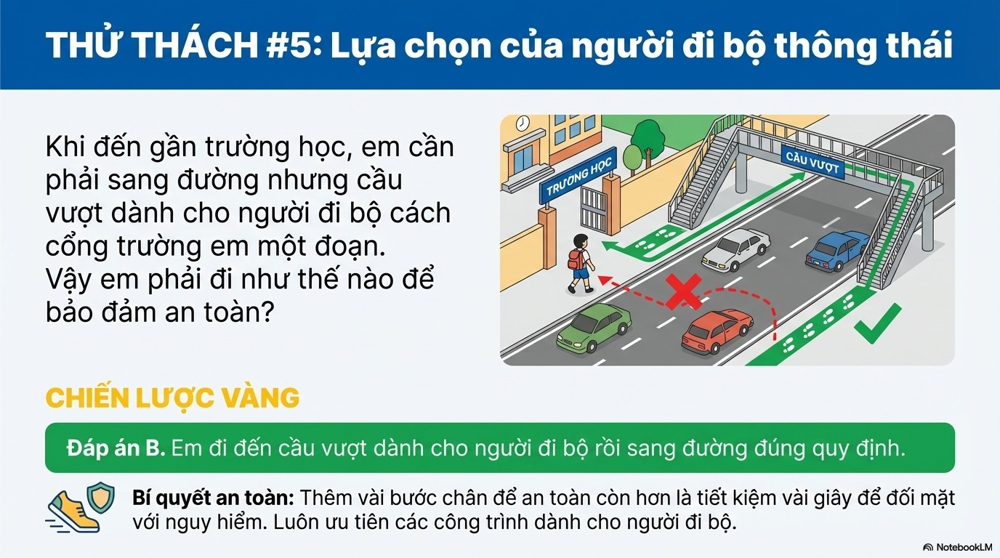 THỬ THÁCH #5: Lựa chọn của người đi bộ thông thái
Khi đến gần trường học, em cần
phải sang đường nhưng cầu
vượt dành cho người đi bộ cách
cổng trường em một đoạn.
Vậy em phải đi như thế nào để
bảo đảm an toàn?
TRƯỜNG HỌC
CẦU VƯỢT
CHIẾN LƯỢC VÀNG
Đáp án B. Em đi đến cầu vượt dành cho người đi bộ rồi sang đường đúng quy định.
Bí quyết an toàn: Thêm vài bước chân để an toàn còn hơn là tiết kiệm vài giây để đối mặt
với nguy hiểm. Luôn ưu tiên các công trình dành cho người đi bộ.
NotebookLM